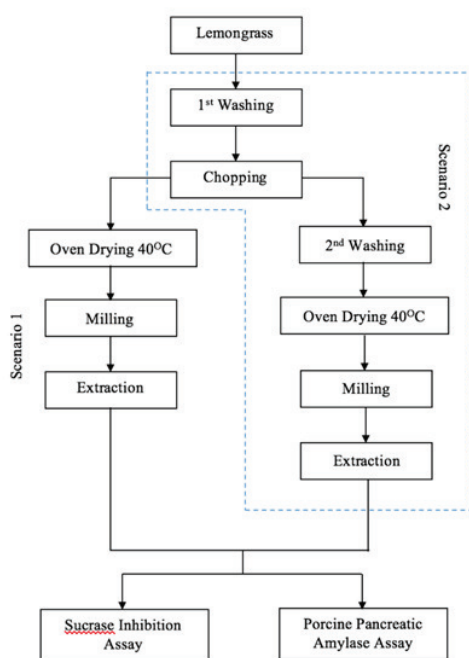 Lemongrass
1st Washing
Chopping
Scenario 2
Oven Drying 40OC
2nd Washing
Scenario 1
Milling
Oven Drying 40OC
Extraction
Milling
Extraction
Sucrase Inhibition
Assay
Porcine Pancreatic
Amylase Assay